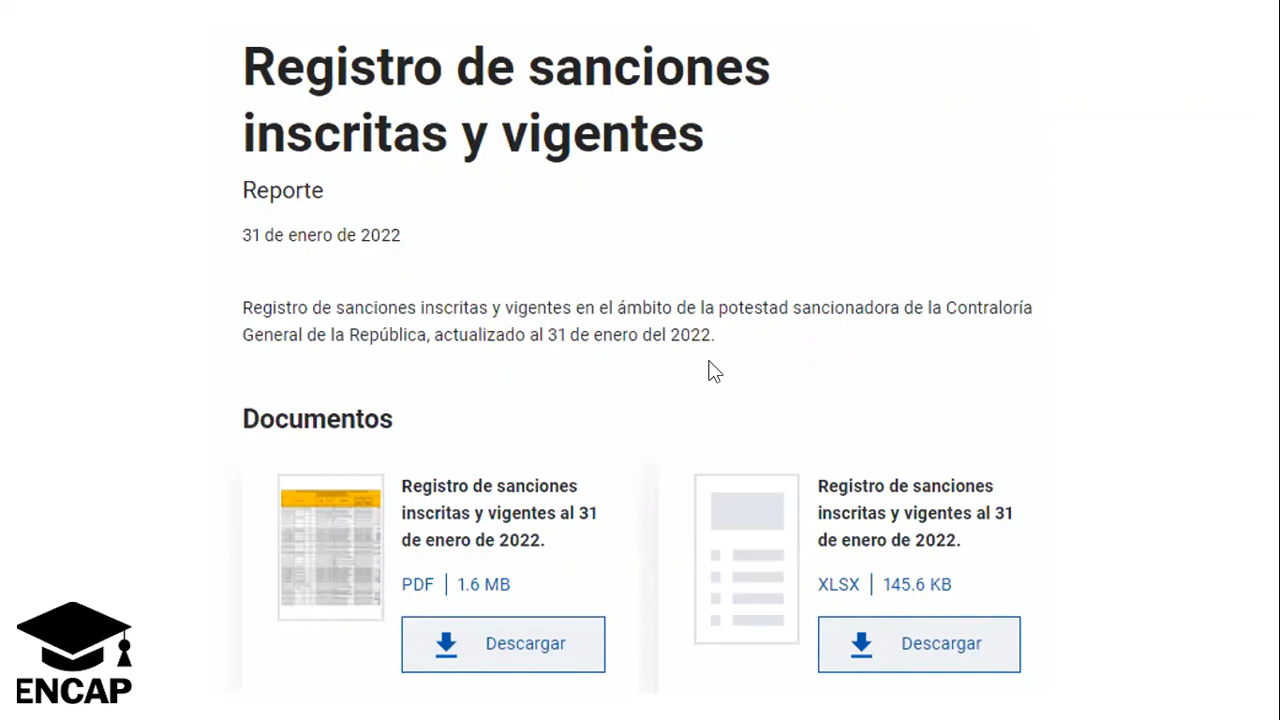 Registro de sanciones
inscritas y vigentes
Reporte
31 de enero de 2022
Registro de sanciones inscritas y vigentes en el ámbito de la potestad sancionadora de la Contraloría
General de la República, actualizado al 31 de enero del 2022.
Documentos
Registro de sanciones
inscritas y vigentes al 31
de enero de 2022.
PDF | 1.6 MB
Descargar
Registro de sanciones
inscritas y vigentes al 31
de enero de 2022.
XLSX | 145.6 KB
Descargar
ENCAP